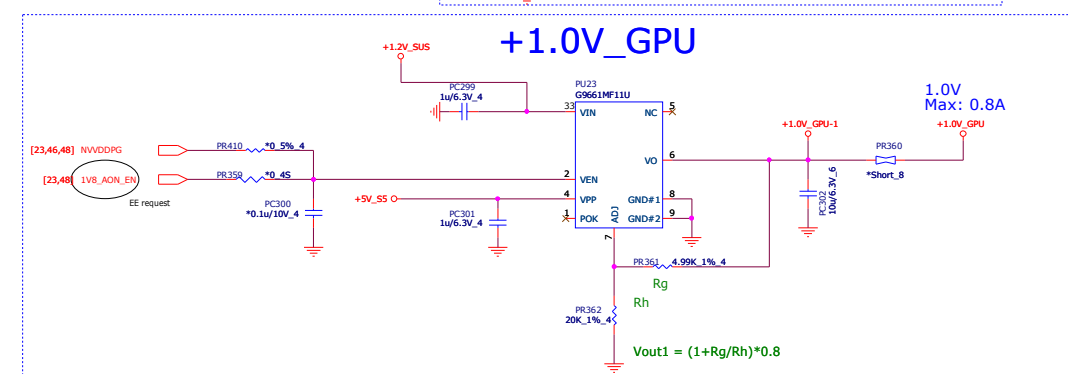 +1.0V_GPU
+1.2V_SUS
PC299
1u/6.3V_4
PU23
G9661MF11U
33 VIN
NC 5
1.0V
Max: 0.8A
+1.0V_GPU-1
+1.0V_GPU
[23,46,48] NVVDDPG
PR410 *0_5%_4
VO 6
PR360
*Short_8
[23,48] 1V8_AON_EN
PR359 *0_4S
2 VEN
EE request
PC300
*0.1u/10V_4
+5V_S5
4 VPP
GND#1 8
PC302
10u/6.3V_6
PC301
1u/6.3V_4
1 POK
ADJ
GND#2 9
7
PR361 4.99K_1%_4
Rg
Rh
PR362
20K_1%_4
Vout1 = (1+Rg/Rh)*0.8